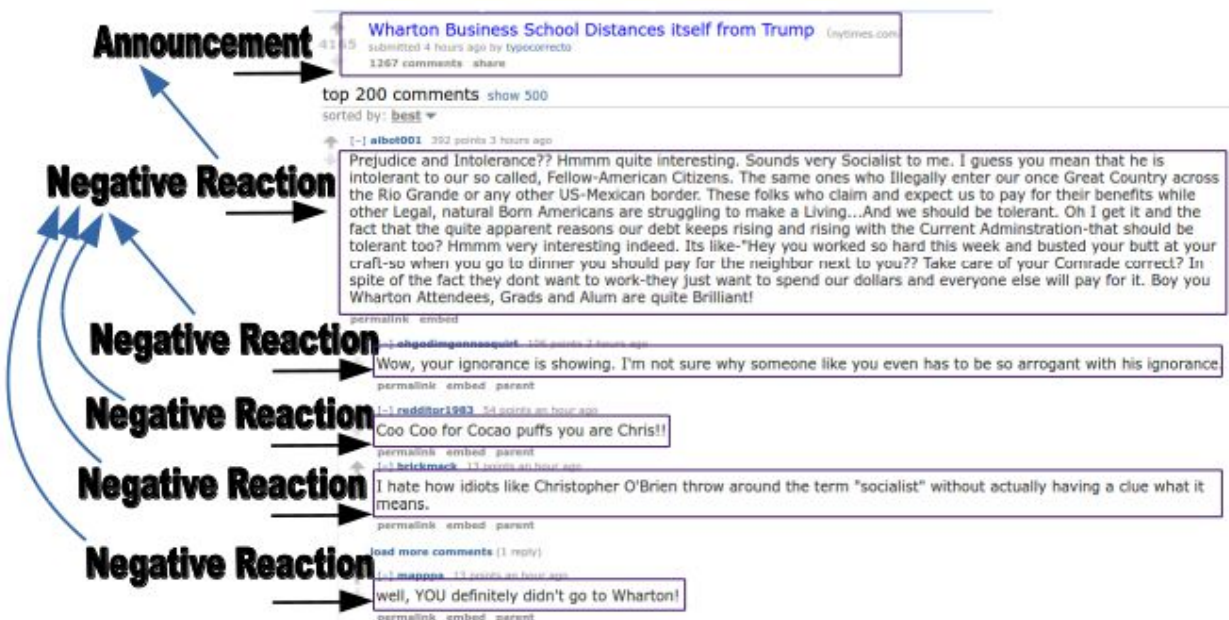 Announcement
Wharton Business School Distances itself from Trump (nytimes.com
4165 submitted 4 hours ago by typocorrecto
1267 comments share
top 200 comments show 500
sorted by: best
[-] albot001 392 points 3 hours ago
Negative Reaction
Prejudice and Intolerance?? Hmmm quite interesting. Sounds very Socialist to me. I guess you mean that he is
intolerant to our so called, Fellow-American Citizens. The same ones who Illegally enter our once Great Country across
the Rio Grande or any other US-Mexican border. These folks who claim and expect us to pay for their benefits while
other Legal, natural Born Americans are struggling to make a Living...And we should be tolerant. Oh I get it and the
fact that the quite apparent reasons our debt keeps rising and rising with the Current Adminstration-that should be
tolerant too? Hmmm very interesting indeed. Its like-"Hey you worked so hard this week and busted your butt at your
craft-so when you go to dinner you should pay for the neighbor next to you?? Take care of your Comrade correct? In
spite of the fact they dont want to work-they just want to spend our dollars and everyone else will pay for it. Boy you
Wharton Attendees, Grads and Alum are quite Brilliant!
permalink embed
Negative Reaction
[-] ohgodimgonnasquirt 106 points 2 hours ago
Wow, your ignorance is showing. I'm not sure why someone like you even has to be so arrogant with his ignorance
permalink embed parent
Negative Reaction
[-] redditor1983 54 points an hour ago
Coo Coo for Cocao puffs you are Chris!!
permalink embed parent
Negative Reaction
[-] brickmack 13 points an hour ago
I hate how idiots like Christopher O'Brien throw around the term "socialist" without actually having a clue what it
means.
permalink embed parent
load more comments (1 reply)
Negative Reaction
[-] mapppa 13 points an hour ago
well, YOU definitely didn't go to Wharton!
permalink embed parent